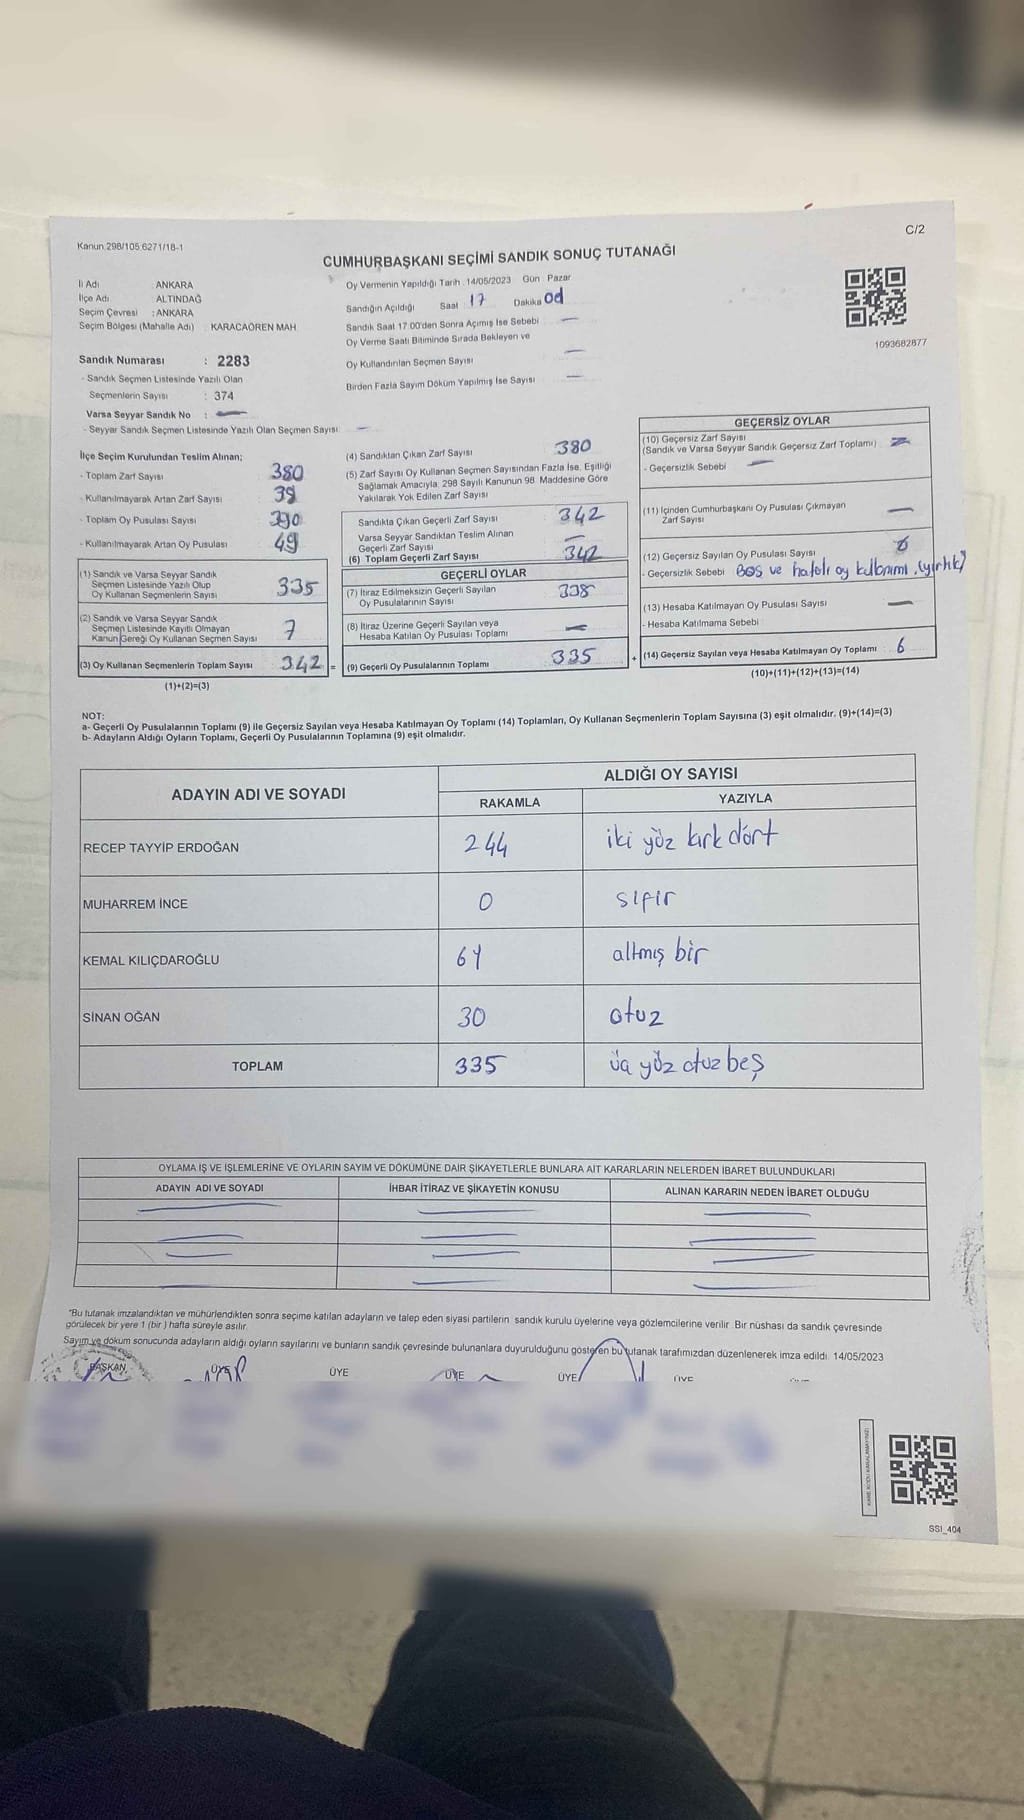 Kanun 298/105,6271/18-1
C/2
CUMHURBAŞKANI SEÇİMİ SANDIK SONUÇ TUTANAĞI
İl Adı ANKARA
İlçe Adı ALTINDAĞ
Seçim Çevresi : ANKARA
Seçim Bölgesi (Mahalle Adı) KARACAÖREN MAH.
Oy Vermenin Yapıldığı Tarih 14/05/2023 Gün Pazar
Sandığın Açıldığı Saat 17 Dakika 00
Sandık Saat 17.00'den Sonra Açımış İse Sebebi —
Oy Verme Saati Bitiminde Sırada Bekleyen ve
Oy Kullandırılan Seçmen Sayısı —
Birden Fazla Sayım Döküm Yapılmış İse Sayısı —
1093682877
Sandık Numarası : 2283
- Sandık Seçmen Listesinde Yazılı Olan
Seçmenlerin Sayısı : 374
Varsa Seyyar Sandık No : —
- Seyyar Sandık Seçmen Listesinde Yazılı Olan Seçmen Sayısı —
İlçe Seçim Kurulundan Teslim Alınan;
- Toplam Zarf Sayısı 380
- Kullanılmayarak Artan Zarf Sayısı 39
- Toplam Oy Pusulası Sayısı 390
- Kullanılmayarak Artan Oy Pusulası 49
(1) Sandık ve Varsa Seyyar Sandık
Seçmen Listesinde Yazılı Olup
Oy Kullanan Seçmenlerin Sayısı 335
(2) Sandık ve Varsa Seyyar Sandık
Seçmen Listesinde Kayıtlı Olmayan
Kanun Gereği Oy Kullanan Seçmen Sayısı 7
(3) Oy Kullanan Seçmenlerin Toplam Sayısı 342 =
(1)+(2)=(3)
(4) Sandıktan Çıkan Zarf Sayısı 380
(5) Zarf Sayısı Oy Kullanan Seçmen Sayısından Fazla İse, Eşitliği
Sağlamak Amacıyla, 298 Sayılı Kanunun 98. Maddesine Göre
Yakılarak Yok Edilen Zarf Sayısı
Sandıkta Çıkan Geçerli Zarf Sayısı 342
Varsa Seyyar Sandıktan Teslim Alınan
Geçerli Zarf Sayısı —
(6) Toplam Geçerli Zarf Sayısı 342
GEÇERLİ OYLAR
(7) İtiraz Edilmeksizin Geçerli Sayılan
Oy Pusulalarının Sayısı
(8) İtiraz Üzerine Geçerli Sayılan veya
Hesaba Katılan Oy Pusulası Toplamı —
(9) Geçerli Oy Pusulalarının Toplamı 335 +
GEÇERSİZ OYLAR
(10) Geçersiz Zarf Sayısı
(Sandık ve Varsa Seyyar Sandık Geçersiz Zarf Toplamı)
- Geçersizlik Sebebi —
(11) İçinden Cumhurbaşkanı Oy Pusulası Çıkmayan
Zarf Sayısı —
(12) Geçersiz Sayılan Oy Pusulası Sayısı 6
- Geçersizlik Sebebi BOŞ ve hatalı oy kullanımı. (yırtık)
(13) Hesaba Katılmayan Oy Pusulası Sayısı —
- Hesaba Katılmama Sebebi
(14) Geçersiz Sayılan veya Hesaba Katılmayan Oy Toplamı 6
(10)+(11)+(12)+(13)=(14)
NOT:
a- Geçerli Oy Pusulalarının Toplamı (9) ile Geçersiz Sayılan veya Hesaba Katılmayan Oy Toplamı (14) Toplamları, Oy Kullanan Seçmenlerin Toplam Sayısına (3) eşit olmalıdır. (9)+(14)=(3)
b- Adayların Aldığı Oyların Toplamı, Geçerli Oy Pusulalarının Toplamına (9) eşit olmalıdır.
ADAYIN ADI VE SOYADI ALDIĞI OY SAYISI
RAKAMLA YAZIYLA
RECEP TAYYİP ERDOĞAN 244 iki yüz kırk dört
MUHARREM İNCE 0 sıfır
KEMAL KILIÇDAROĞLU 61 altmış bir
SİNAN OĞAN 30 otuz
TOPLAM 335 üç yüz otuz beş
OYLAMA İŞ VE İŞLEMLERİNE VE OYLARIN SAYIM VE DÖKÜMÜNE DAİR ŞİKAYETLERLE BUNLARA AİT KARARLARIN NELERDEN İBARET BULUNDUKLARI
ADAYIN ADI VE SOYADI İHBAR İTİRAZ VE ŞİKAYETİN KONUSU ALINAN KARARIN NEDEN İBARET OLDUĞU
"Bu tutanak imzalandıktan ve mühürlendikten sonra seçime katılan adayların ve talep eden siyasi partilerin sandık kurulu üyelerine veya gözlemcilerine verilir. Bir nüshası da sandık çevresinde
görülecek bir yere 1 (bir) hafta süreyle asılır.
Sayım ve döküm sonucunda adayların aldığı oyların sayılarını ve bunların sandık çevresinde bulunanlara duyurulduğunu gösteren bu tutanak tarafımızdan düzenlenerek imza edildi. 14/05/2023
BAŞKAN ÜYE ÜYE ÜYE ÜYE ÜYE
SSI_404